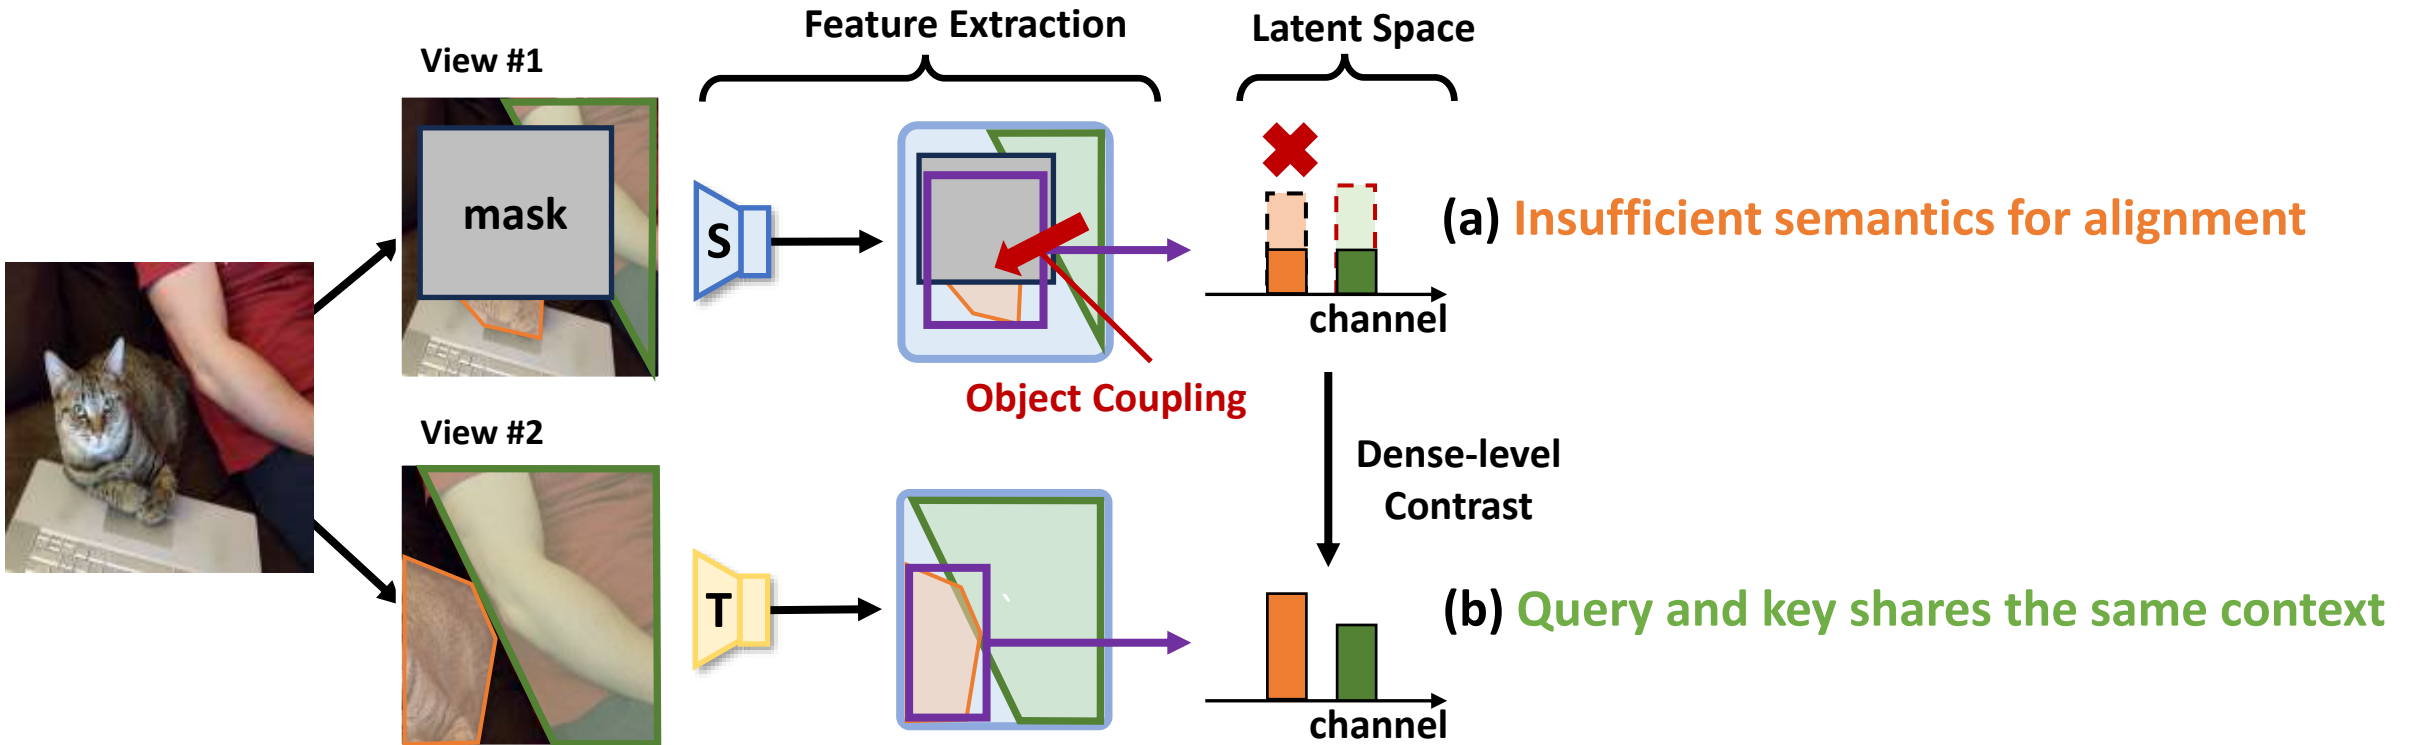 Feature Extraction
Latent Space
View #1
mask
S
(a) Insufficient semantics for alignment
channel
Object Coupling
View #2
Dense-level
Contrast
T
(b) Query and key shares the same context
channel